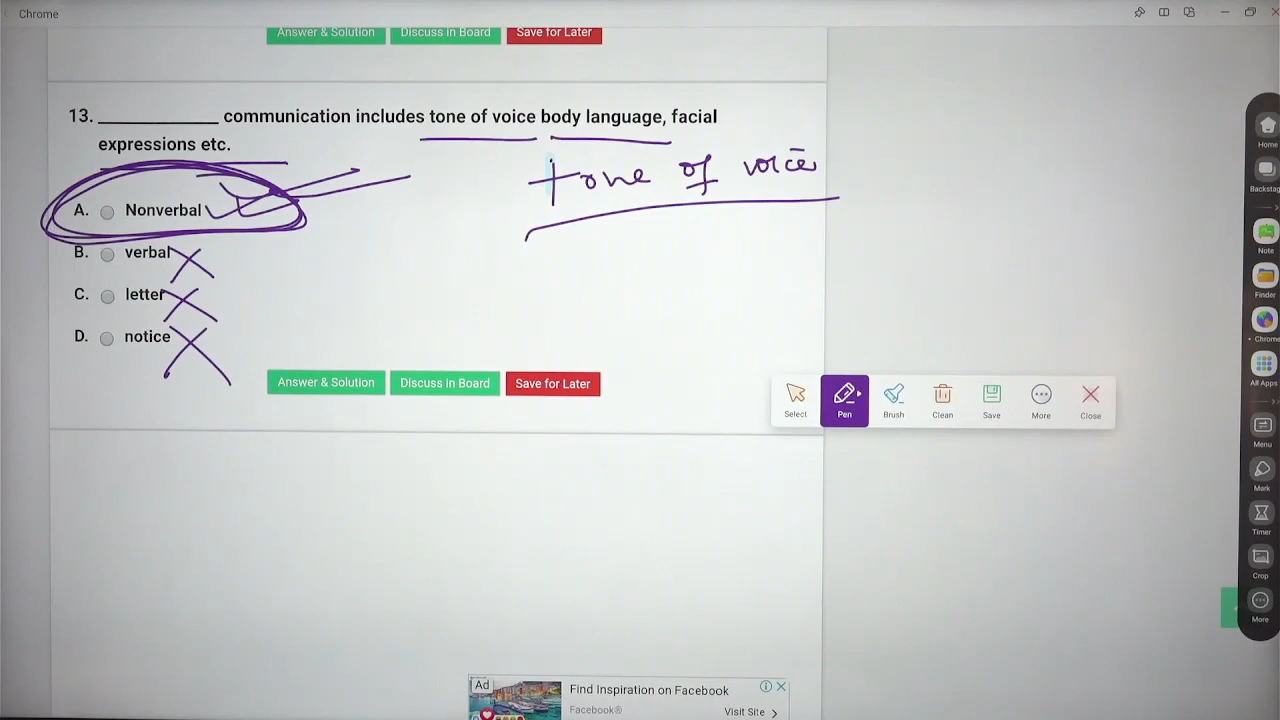 Chrome
Answer & Solution Discuss in Board Save for Later
13. ____________ communication includes tone of voice body language, facial
expressions etc.
tone of voice
A. Nonverbal
B. verbal
C. letter
D. notice
Answer & Solution Discuss in Board Save for Later
Select Pen Brush Clean Save More Close
Home
Backstag
Note
Finder
Chrome
All Apps
Menu
Mark
Timer
Crop
More
Ad
Find Inspiration on Facebook
Facebook®
Visit Site